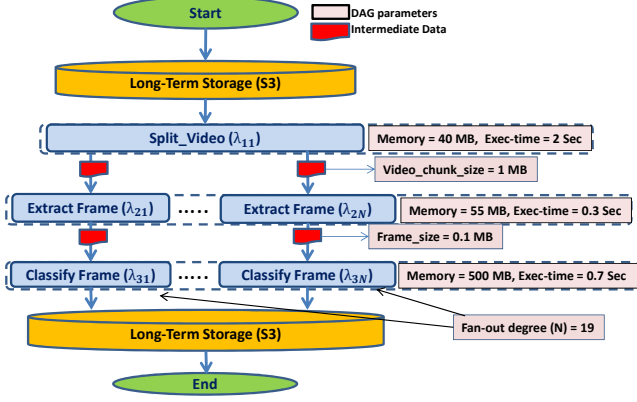 Start
DAG parameters
Intermediate Data
Long-Term Storage (S3)
Split_Video (λ11)
Memory = 40 MB, Exec-time = 2 Sec
Video_chunk_size = 1 MB
Extract Frame (λ21) ..... Extract Frame (λ2N)
Memory = 55 MB, Exec-time = 0.3 Sec
Frame_size = 0.1 MB
Classify Frame (λ31) ..... Classify Frame (λ3N)
Memory = 500 MB, Exec-time = 0.7 Sec
Long-Term Storage (S3)
Fan-out degree (N) = 19
End